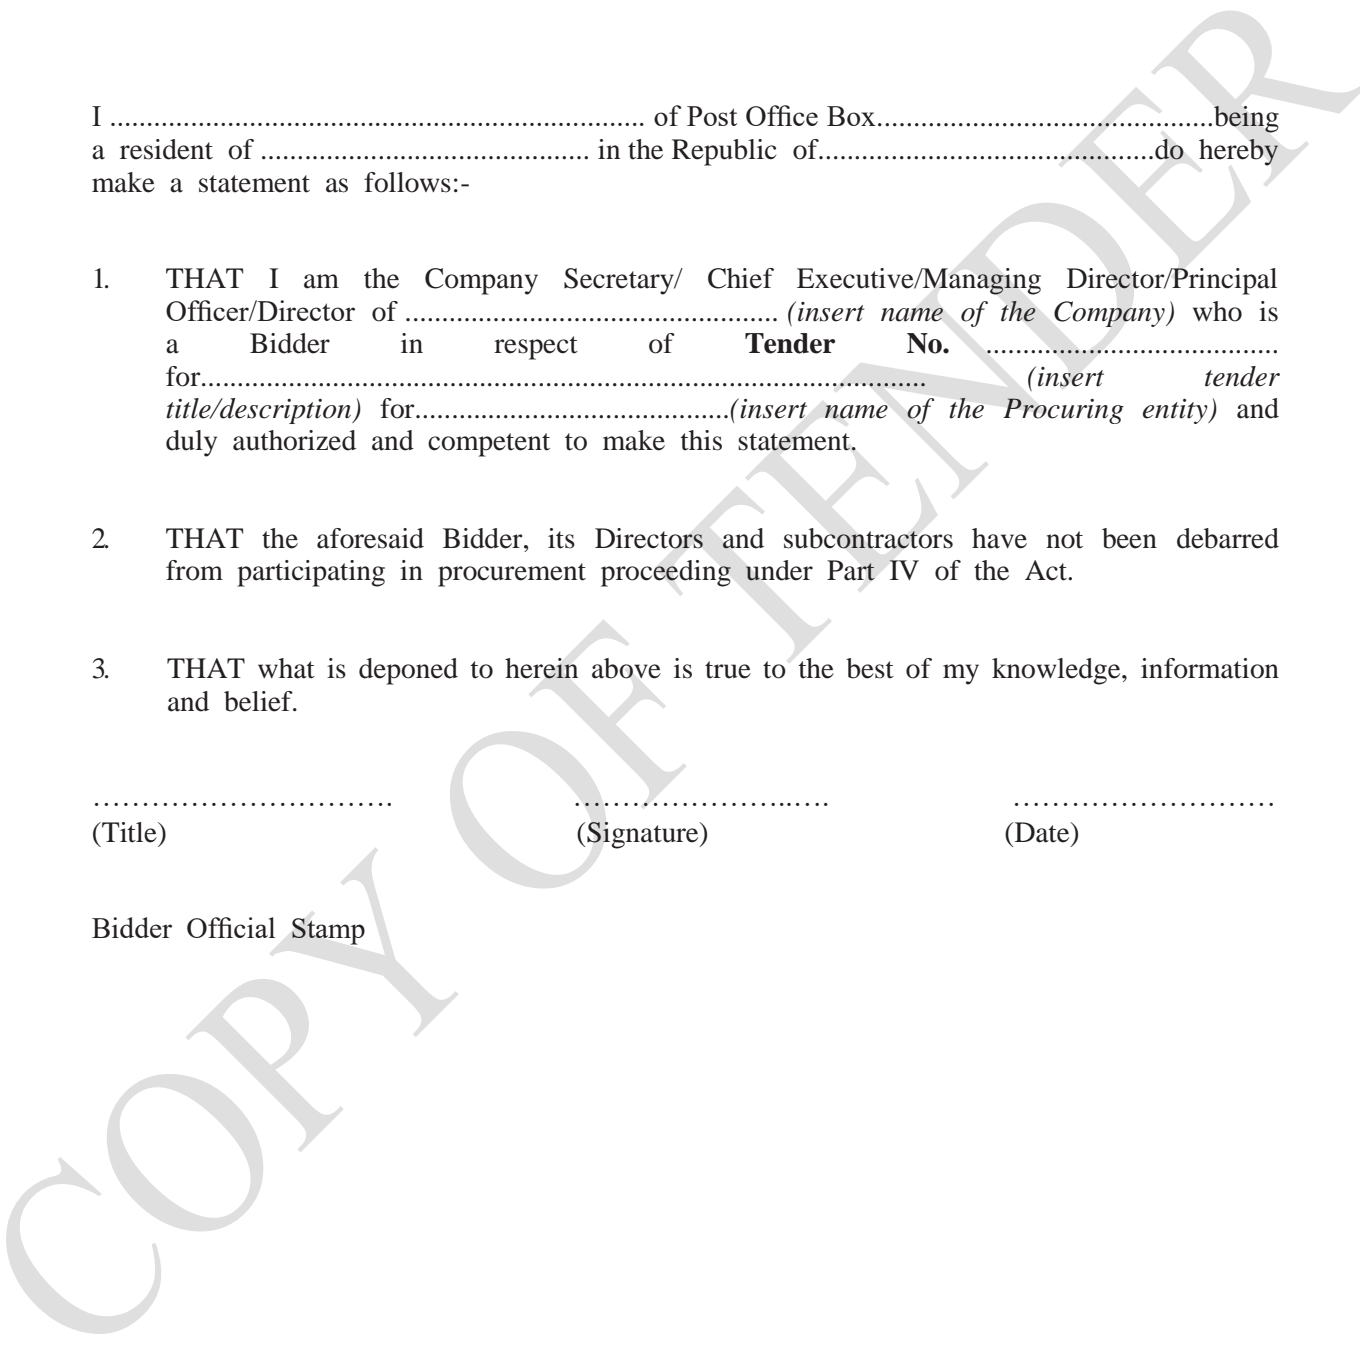 I ......................................................................... of Post Office Box..............................................being
a resident of ............................................. in the Republic of..............................................do hereby
make a statement as follows:-
1. THAT I am the Company Secretary/ Chief Executive/Managing Director/Principal
Officer/Director of ................................................... (insert name of the Company) who is
a Bidder in respect of Tender No. ........................................
for................................................................................................... (insert tender
title/description) for...........................................(insert name of the Procuring entity) and
duly authorized and competent to make this statement.
2. THAT the aforesaid Bidder, its Directors and subcontractors have not been debarred
from participating in procurement proceeding under Part IV of the Act.
3. THAT what is deponed to herein above is true to the best of my knowledge, information
and belief.
…………………………. …………………..…. ………………………
(Title) (Signature) (Date)
Bidder Official Stamp
COPY OF TENDER